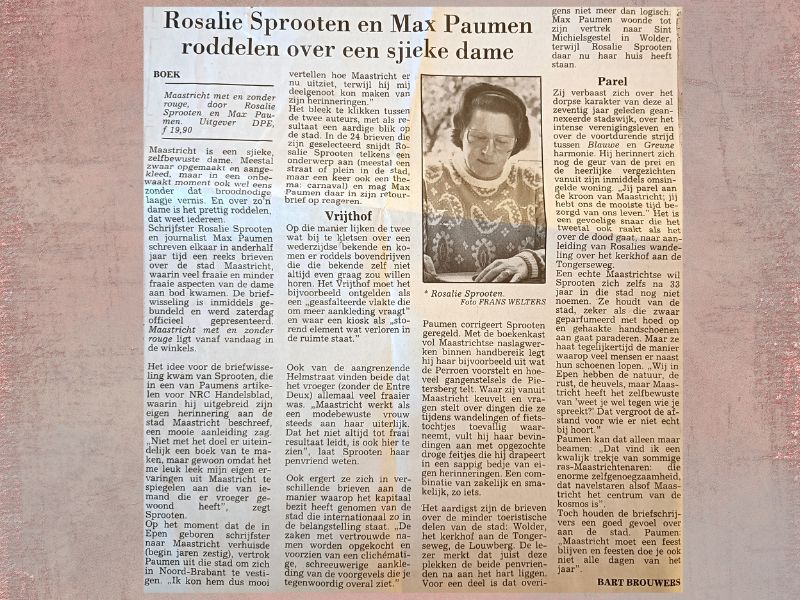 Rosalie Sprooten en Max Paumen
roddelen over een sjieke dame
BOEK
Maastricht met en zonder
rouge, door Rosalie
Sprooten en Max Pau-
men. Uitgever DPE,
ƒ 19,90
Maastricht is een sjieke,
zelfbewuste dame. Meestal
zwaar opgemaakt en aange-
kleed, maar in een onbe-
waakt moment ook wel eens
zonder dat broodnodige
laagje vernis. En over zo'n
dame is het prettig roddelen,
dat weet iedereen.
Schrijfster Rosalie Sprooten
en journalist Max Paumen
schreven elkaar in anderhalf
jaar tijd een reeks brieven
over de stad Maastricht,
waarin veel fraaie en minder
fraaie aspecten van de dame
aan bod kwamen. De brief-
wisseling is inmiddels ge-
bundeld en werd zaterdag
officieel gepresenteerd.
Maastricht met en zonder
rouge ligt vanaf vandaag in
de winkels.
Het idee voor de briefwisse-
ling kwam van Sprooten, die
in een van Paumens artike-
len voor NRC Handelsblad,
waarin hij uitgebreid zijn
eigen herinnering aan de
stad Maastricht beschreef,
een mooie aanleiding zag.
„Niet met het doel er uitein-
delijk een boek van te ma-
ken, maar gewoon omdat het
me leuk leek mijn eigen er-
varingen uit Maastricht te
spiegelen aan die van ie-
mand die er vroeger ge-
woond heeft", zegt
Sprooten.
Op het moment dat de in
Epen geboren schrijfster
naar Maastricht verhuisde
(begin jaren zestig), vertrok
Paumen uit die stad om zich
in Noord-Brabant te vesti-
gen. „Ik kon hem dus mooi
vertellen hoe Maastricht er
nu uitziet, terwijl hij mij
deelgenoot kon maken van
zijn herinneringen."
Het bleek te klikken tussen
de twee auteurs, met als re-
sultaat een aardige blik op
de stad. In de 24 brieven die
zijn geselecteerd snijdt Ro-
salie Sprooten telkens een
onderwerp aan (meestal een
straat of plein in de stad,
maar een keer ook een the-
ma: carnaval) en mag Max
Paumen daar in zijn retour-
brief op reageren.
Vrijthof
Op die manier lijken de twee
wat bij te kletsen over een
wederzijdse bekende en ko-
men er roddels bovendrijven
die die bekende zelf niet
altijd even graag zou willen
horen. Het Vrijthof moet het
bijvoorbeeld ontgelden als
een „geasfalteerde vlakte die
om meer aankleding vraagt"
en waar een kiosk als „sto-
rend element wat verloren in
de ruimte staat."
Ook van de aangrenzende
Helmstraat vinden beide dat
het vroeger (zonder de Entre
Deux) allemaal veel fraaier
was. „Maastricht werkt als
een modebewuste vrouw
steeds aan haar uiterlijk.
Dat het niet altijd tot fraai
resultaat leidt, is ook hier te
zien", laat Sprooten haar
penvriend weten.
Ook ergert ze zich in ver-
schillende brieven aan de
manier waarop het kapitaal
bezit heeft genomen van de
stad die internationaal zo in
de belangstelling staat. „De
zaken met vertrouwde na-
men worden opgekocht en
voorzien van een clichémati-
ge, schreeuwerige aankle-
ding van de voorgevels die je
tegenwoordig overal ziet."
* Rosalie Sprooten.
Foto FRANS WELTERS
Paumen corrigeert Sprooten
geregeld. Met de boekenkast
vol Maastrichtse naslagwer-
ken binnen handbereik legt
hij haar bijvoorbeeld uit wat
de Perroen voorstelt en hoe-
veel gangenstelsels de Pie-
tersberg telt. Waar zij vanuit
Maastricht keuvelt en vra-
gen stelt over dingen die ze
tijdens wandelingen of fiets-
tochtjes toevallig waar-
neemt, vult hij haar bevin-
dingen aan met opgezochte
droge feitjes die hij drapeert
in een sappig bedje van ei-
gen herinneringen. Een com-
binatie van zakelijk en sma-
kelijk, zo iets.
Het aardigst zijn de brieven
over de minder toeristische
delen van de stad: Wolder,
het kerkhof aan de Tonger-
seweg, de Louwberg. De le-
zer merkt dat juist deze
plekken de beide penvrien-
den na aan het hart liggen.
Voor een deel is dat overi-
gens niet meer dan logisch:
Max Paumen woonde tot
zijn vertrek naar Sint
Michielsgestel in Wolder,
terwijl Rosalie Sprooten
daar nu haar huis heeft
staan.
Parel
Zij verbaast zich over het
dorpse karakter van deze al
zeventig jaar geleden gean-
nexeerde stadswijk, over het
intense verenigingsleven en
over de voortdurende strijd
tussen Blauwe en Greune
harmonie. Hij herinnert zich
nog de geur van de prei en
de heerlijke vergezichten
vanuit zijn inmiddels omsin-
gelde woning. „Jij parel aan
de kroon van Maastricht; jij
hebt ons de mooiste tijd be-
zorgd van ons leven." Het is
een gevoelige snaar die het
tweetal ook raakt als het
over de dood gaat, naar aan-
leiding van Rosalies wande-
ling over het kerkhof aan de
Tongerseweg.
Een echte Maastrichtse wil
Sprooten zich zelfs na 33
jaar in die stad nog niet
noemen. Ze houdt van de
stad, zeker als die zwaar
geparfumeerd met hoed op
en gehaakte handschoenen
aan gaat paraderen. Maar ze
haat tegelijkertijd de manier
waarop veel mensen er naast
hun schoenen lopen. „Wij in
Epen hebben de natuur, de
rust, de heuvels, maar Maas-
tricht heeft het zelfbewuste
van 'weet je wel tegen wie je
spreekt?' Dat vergroot de af-
stand voor wie er niet echt
bij hoort."
Paumen kan dat alleen maar
beamen: „Dat vind ik een
kwalijk trekje van sommige
ras-Maastrichtenaren: die
enorme zelfgenoegzaamheid,
dat navelstaren alsof Maas-
tricht het centrum van de
kosmos is".
Toch houden de briefschrij-
vers een goed gevoel over
aan de stad. Paumen:
„Maastricht moet een feest
blijven en feesten doe je ook
niet alle dagen van het
jaar".
BART BROUWERS